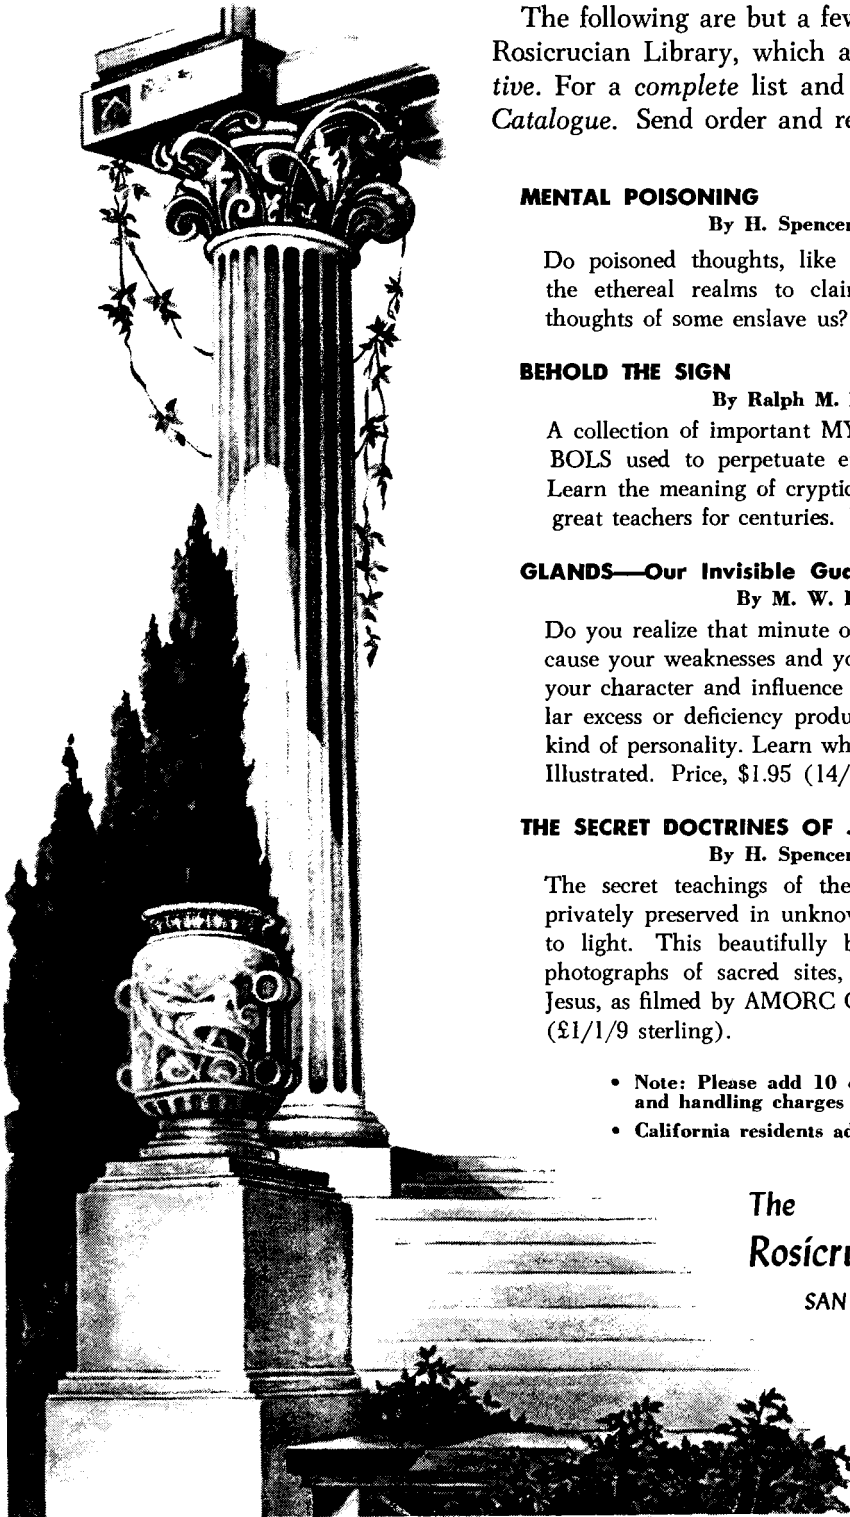 The following are but a few
Rosicrucian Library, which a
tive. For a complete list and
Catalogue. Send order and re
MENTAL POISONING
By H. Spencer
Do poisoned thoughts, like
the ethereal realms to clai
thoughts of some enslave us?
BEHOLD THE SIGN
By Ralph M.
A collection of important MY
BOLS used to perpetuate e
Learn the meaning of cryptic
great teachers for centuries.
GLANDS—Our Invisible Gua
By M. W.
Do you realize that minute o
cause your weaknesses and yo
your character and influence
lar excess or deficiency produ
kind of personality. Learn wh
Illustrated. Price, $1.95 (14/
THE SECRET DOCTRINES OF
By H. Spencer
The secret teachings of the
privately preserved in unknow
to light. This beautifully b
photographs of sacred sites,
Jesus, as filmed by AMORC C
(£1/1/9 sterling).
• Note: Please add 10
and handling charges
• California residents ad
The
Rosicru
SAN